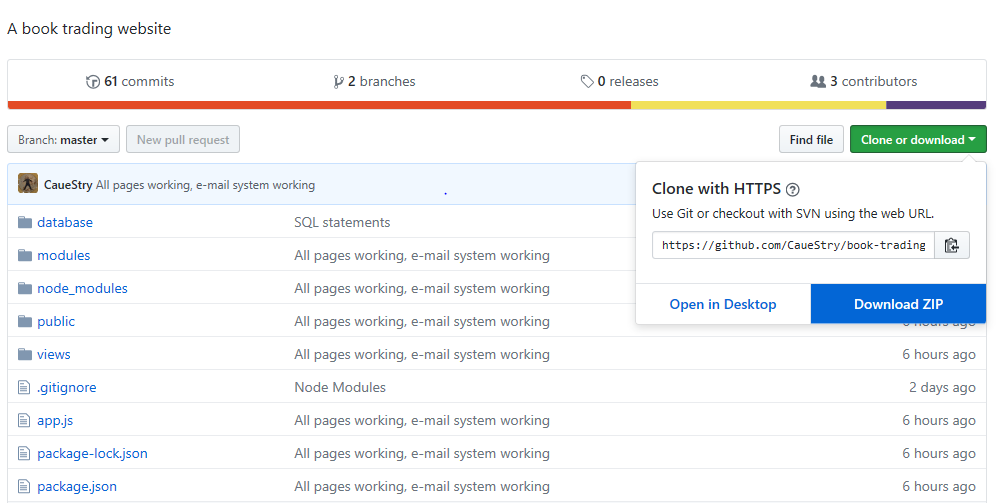 A book trading website
61 commits 2 branches 0 releases 3 contributors
Branch: master New pull request Find file Clone or download
CaueStry All pages working, e-mail system working
Clone with HTTPS ?
Use Git or checkout with SVN using the web URL.
https://github.com/CaueStry/book-trading
Open in Desktop Download ZIP
database SQL statements
modules All pages working, e-mail system working
node_modules All pages working, e-mail system working
public All pages working, e-mail system working 6 hours ago
views All pages working, e-mail system working 6 hours ago
.gitignore Node Modules 2 days ago
app.js All pages working, e-mail system working 6 hours ago
package-lock.json All pages working, e-mail system working 6 hours ago
package.json All pages working, e-mail system working 6 hours ago